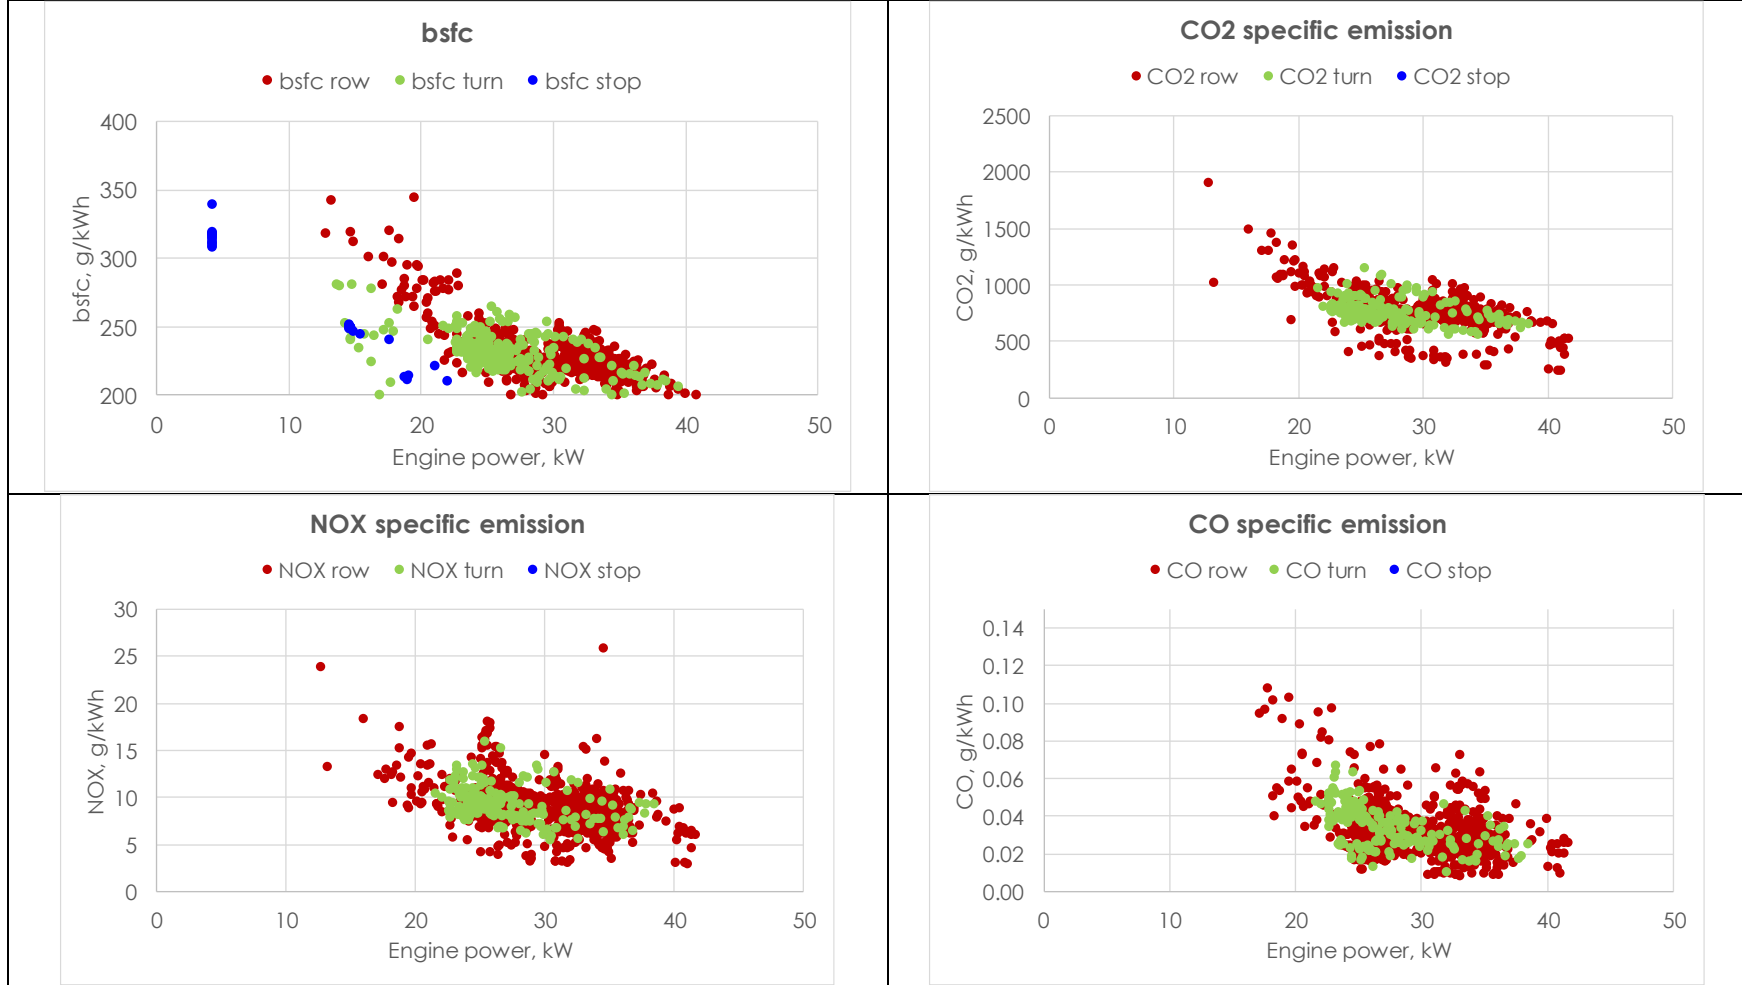 bsfc
bsfc row bsfc turn bsfc stop
400
350
300
250
200
0 10 20 30 40 50
bsfc, g/kWh
Engine power, kW
CO2 specific emission
CO2 row CO2 turn CO2 stop
2500
2000
1500
1000
500
0
0 10 20 30 40 50
CO2, g/kWh
Engine power, kW
NOX specific emission
NOX row NOX turn NOX stop
30
25
20
15
10
5
0
0 10 20 30 40 50
NOX, g/kWh
Engine power, kW
CO specific emission
CO row CO turn CO stop
0.14
0.12
0.10
0.08
0.06
0.04
0.02
0.00
0 10 20 30 40 50
CO, g/kWh
Engine power, kW